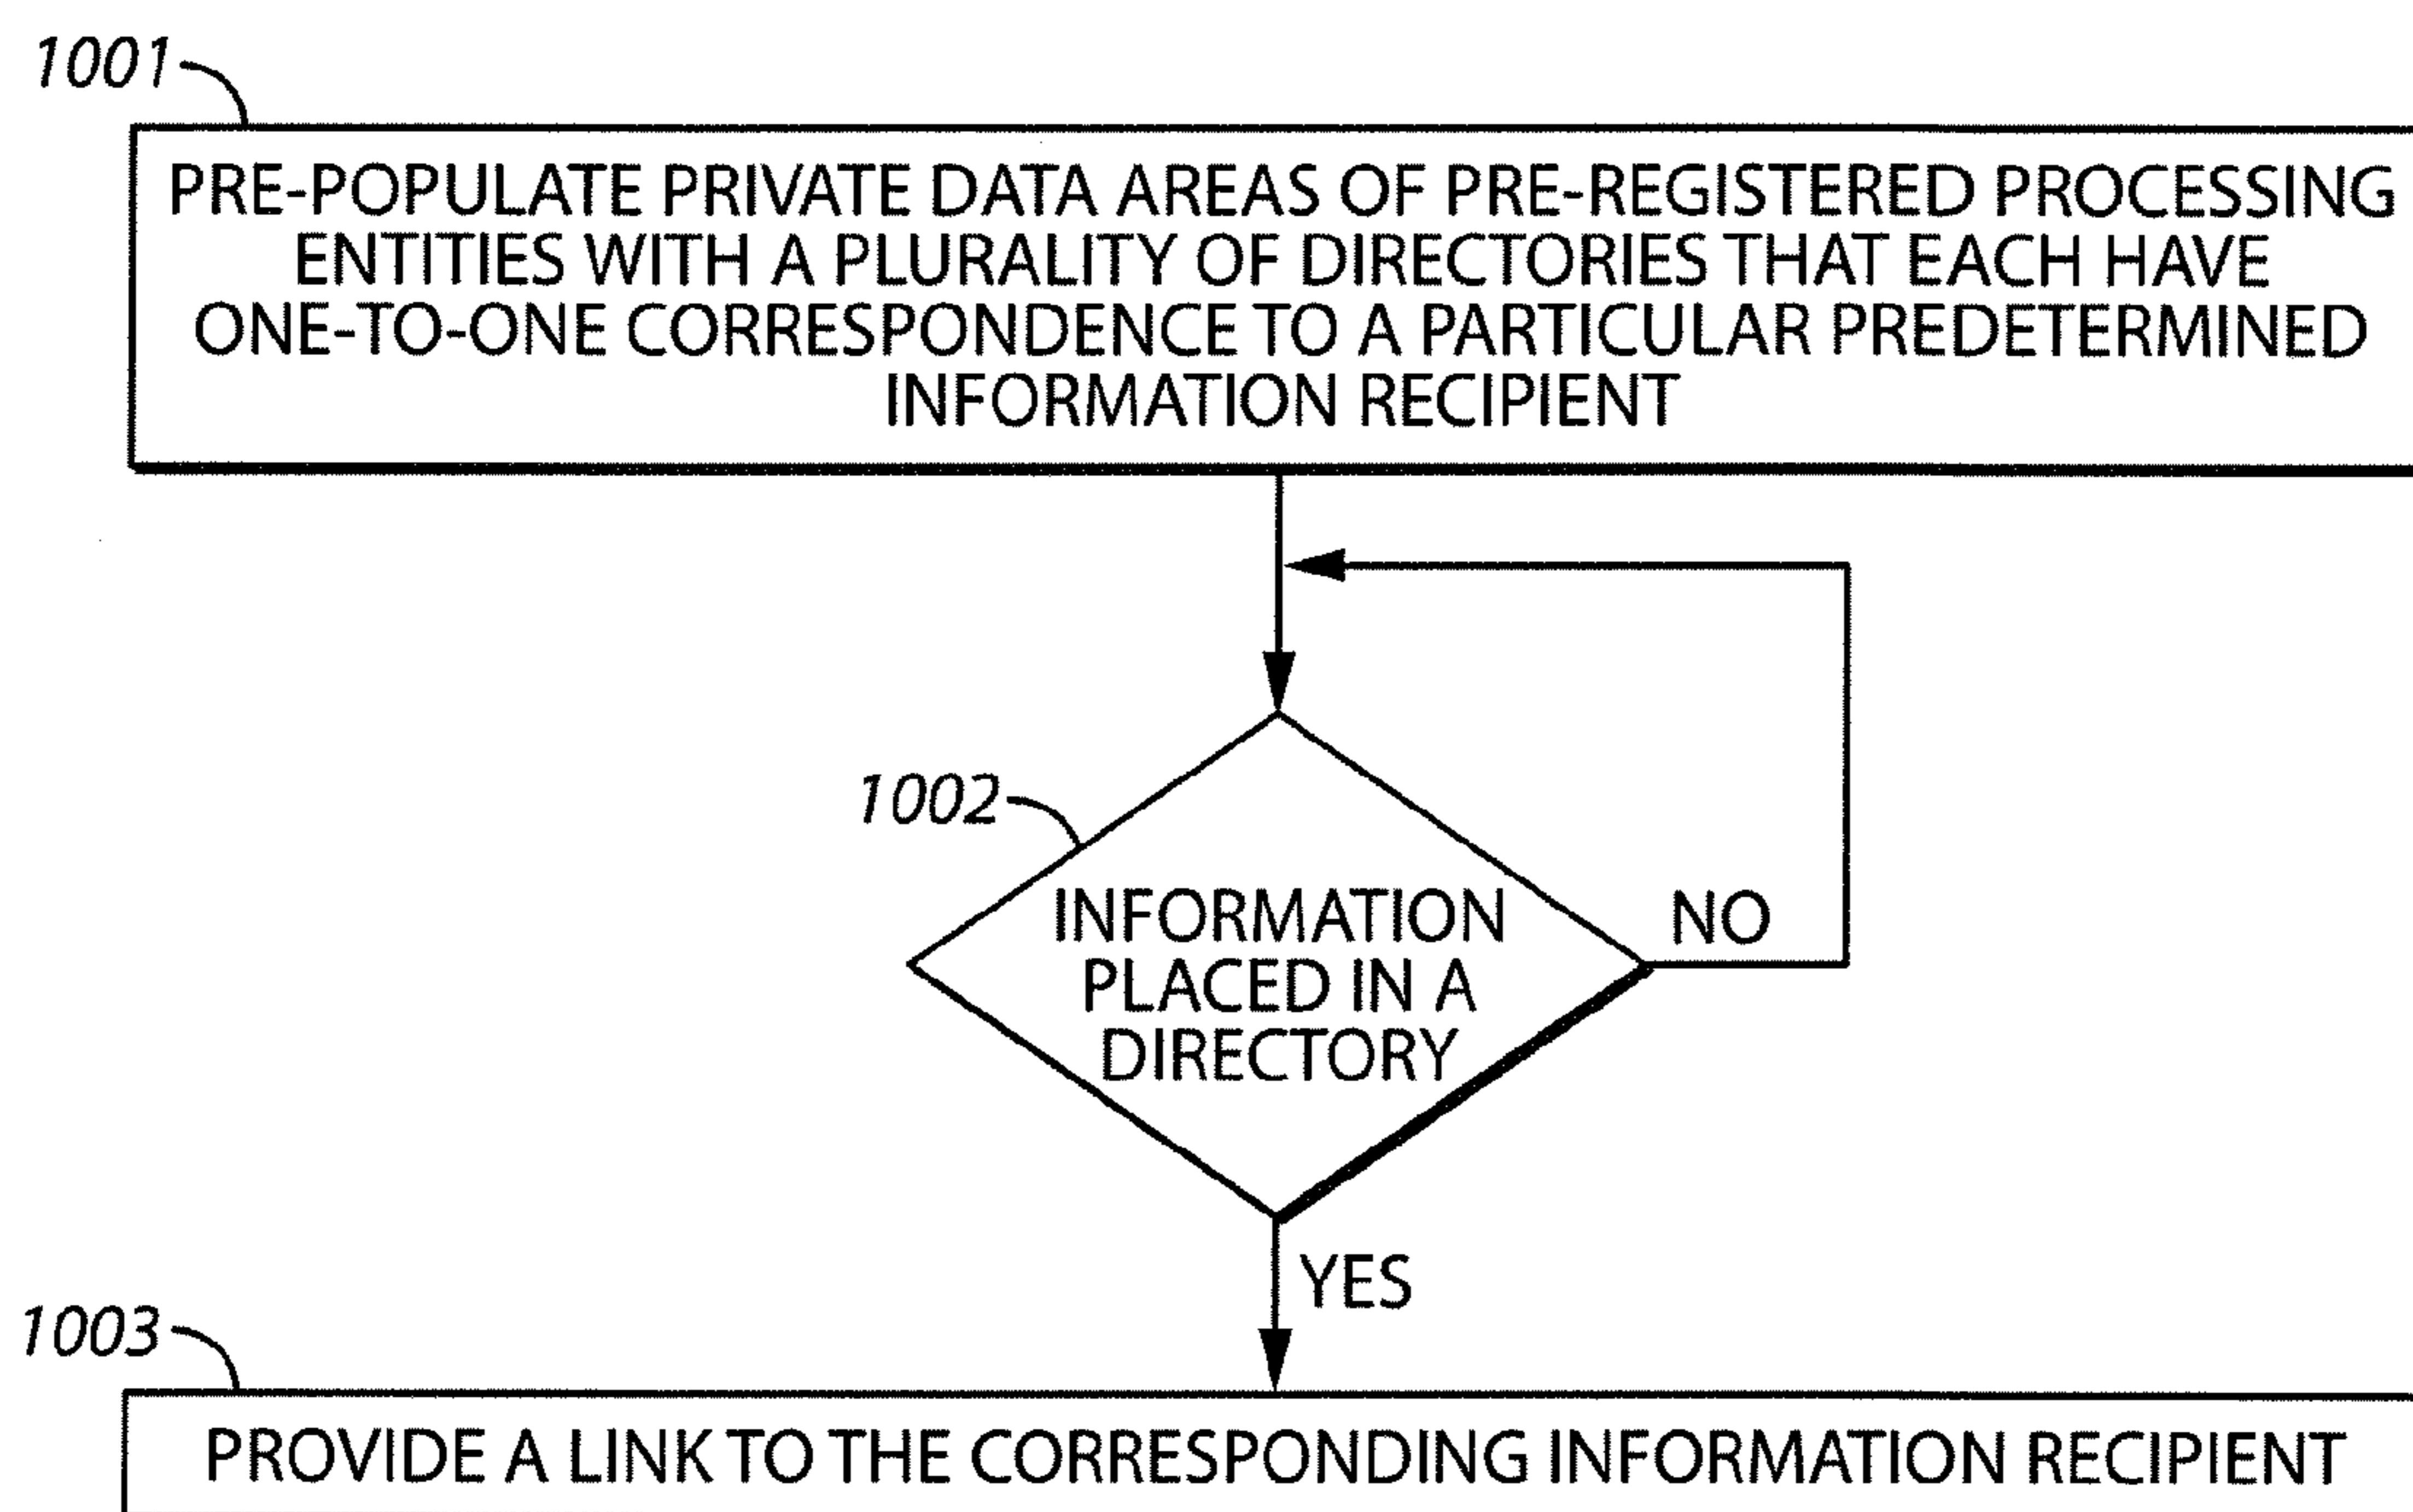 1001
PRE-POPULATE PRIVATE DATA AREAS OF PRE-REGISTERED PROCESSING
ENTITIES WITH A PLURALITY OF DIRECTORIES THAT EACH HAVE
ONE-TO-ONE CORRESPONDENCE TO A PARTICULAR PREDETERMINED
INFORMATION RECIPIENT
1002
INFORMATION
PLACED IN A
DIRECTORY
NO
YES
1003
PROVIDE A LINK TO THE CORRESPONDING INFORMATION RECIPIENT